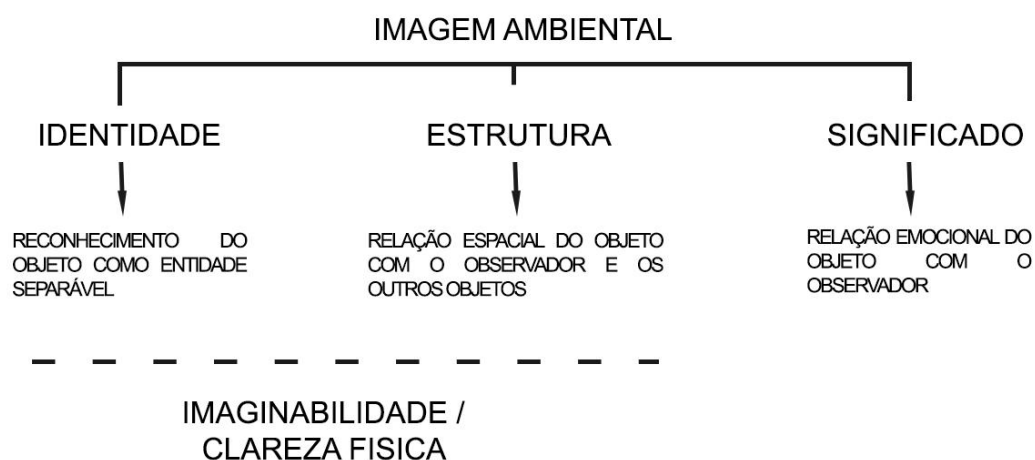 IMAGEM AMBIENTAL
IDENTIDADE
RECONHECIMENTO DO
OBJETO COMO ENTIDADE
SEPARÁVEL
ESTRUTURA
RELAÇÃO ESPACIAL DO OBJETO
COM O OBSERVADOR E OS
OUTROS OBJETOS
SIGNIFICADO
RELAÇÃO EMOCIONAL DO
OBJETO COM O
OBSERVADOR
IMAGINABILIDADE /
CLAREZA FISICA